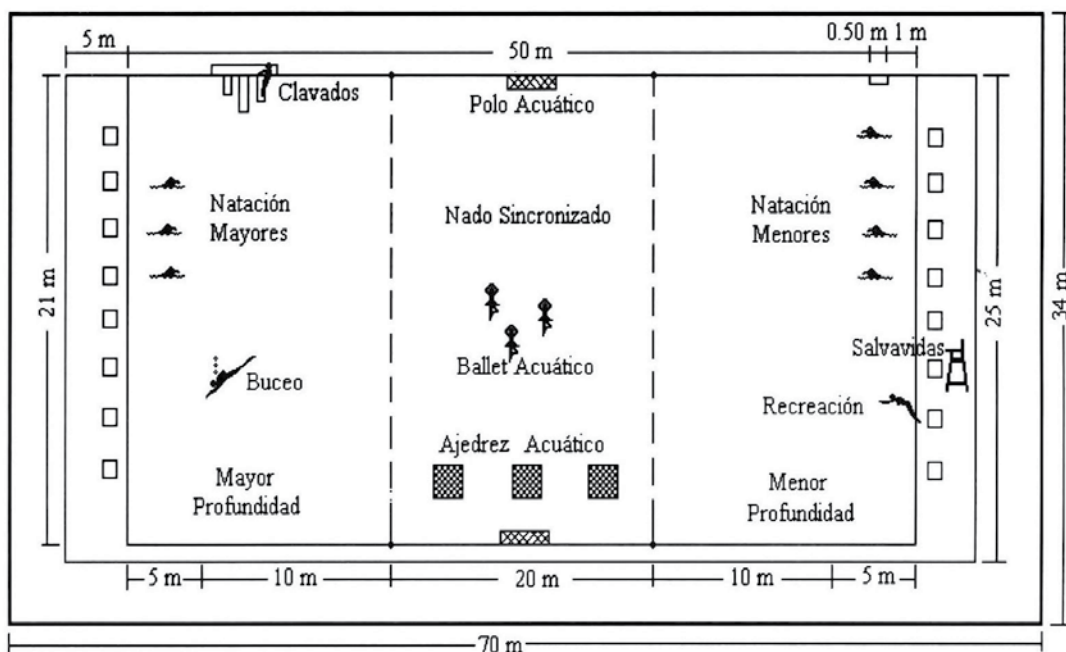 5 m
50 m
0.50 m 1 m
Clavados
Polo Acuático
Natación
Mayores
Nado Sincronizado
Natación
Menores
21 m
25 m
34 m
Salvavidas
Buceo
Ballet Acuático
Recreación
Ajedrez Acuático
Mayor
Profundidad
Menor
Profundidad
5 m
10 m
20 m
10 m
5 m
70 m